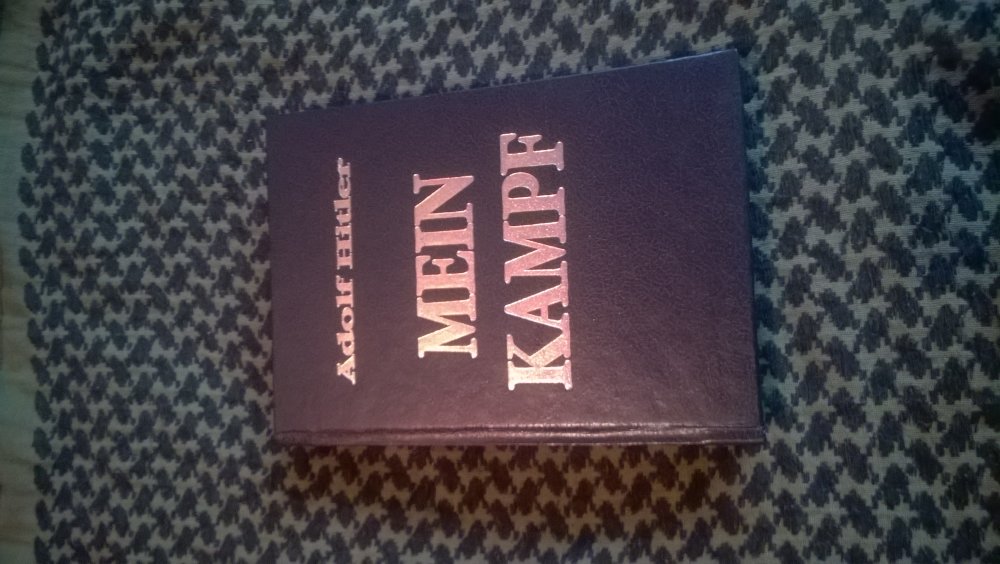 Adolf Hitler
MEIN
KAMPF